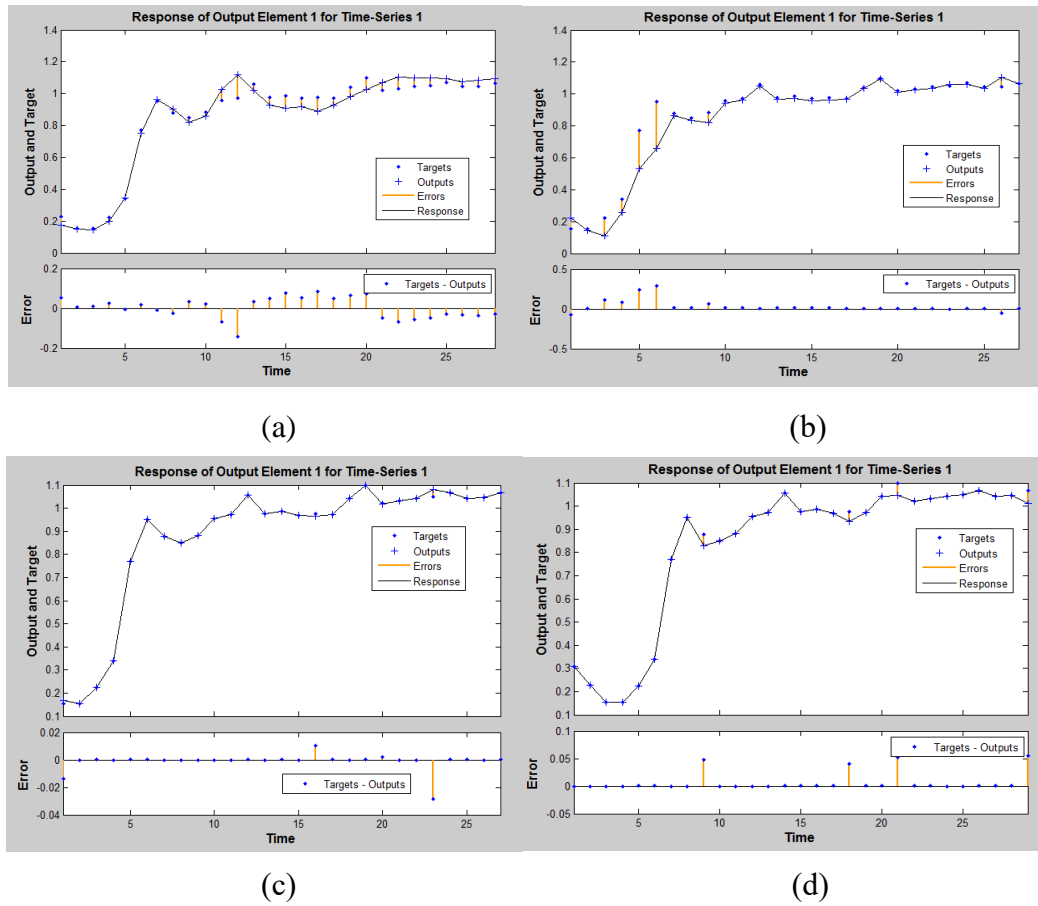 Response of Output Element 1 for Time-Series 1
Output and Target
1.4
1.2
1
0.8
0.6
0.4
0.2
0
Targets
Outputs
Errors
Response
Error
0.2
0
-0.2
Targets - Outputs
5 10 15 20 25
Time
(a)
Response of Output Element 1 for Time-Series 1
Output and Target
1.4
1.2
1
0.8
0.6
0.4
0.2
0
Targets
Outputs
Errors
Response
Error
0.5
0
-0.5
Targets - Outputs
5 10 15 20 25
Time
(b)
Response of Output Element 1 for Time-Series 1
Output and Target
1.1
1
0.9
0.8
0.7
0.6
0.5
0.4
0.3
0.2
0.1
Targets
Outputs
Errors
Response
Error
0.02
0
-0.02
-0.04
Targets - Outputs
5 10 15 20 25
Time
(c)
Response of Output Element 1 for Time-Series 1
Output and Target
1.1
1
0.9
0.8
0.7
0.6
0.5
0.4
0.3
0.2
0.1
Targets
Outputs
Errors
Response
Error
0.1
0.05
0
-0.05
Targets - Outputs
5 10 15 20 25
Time
(d)